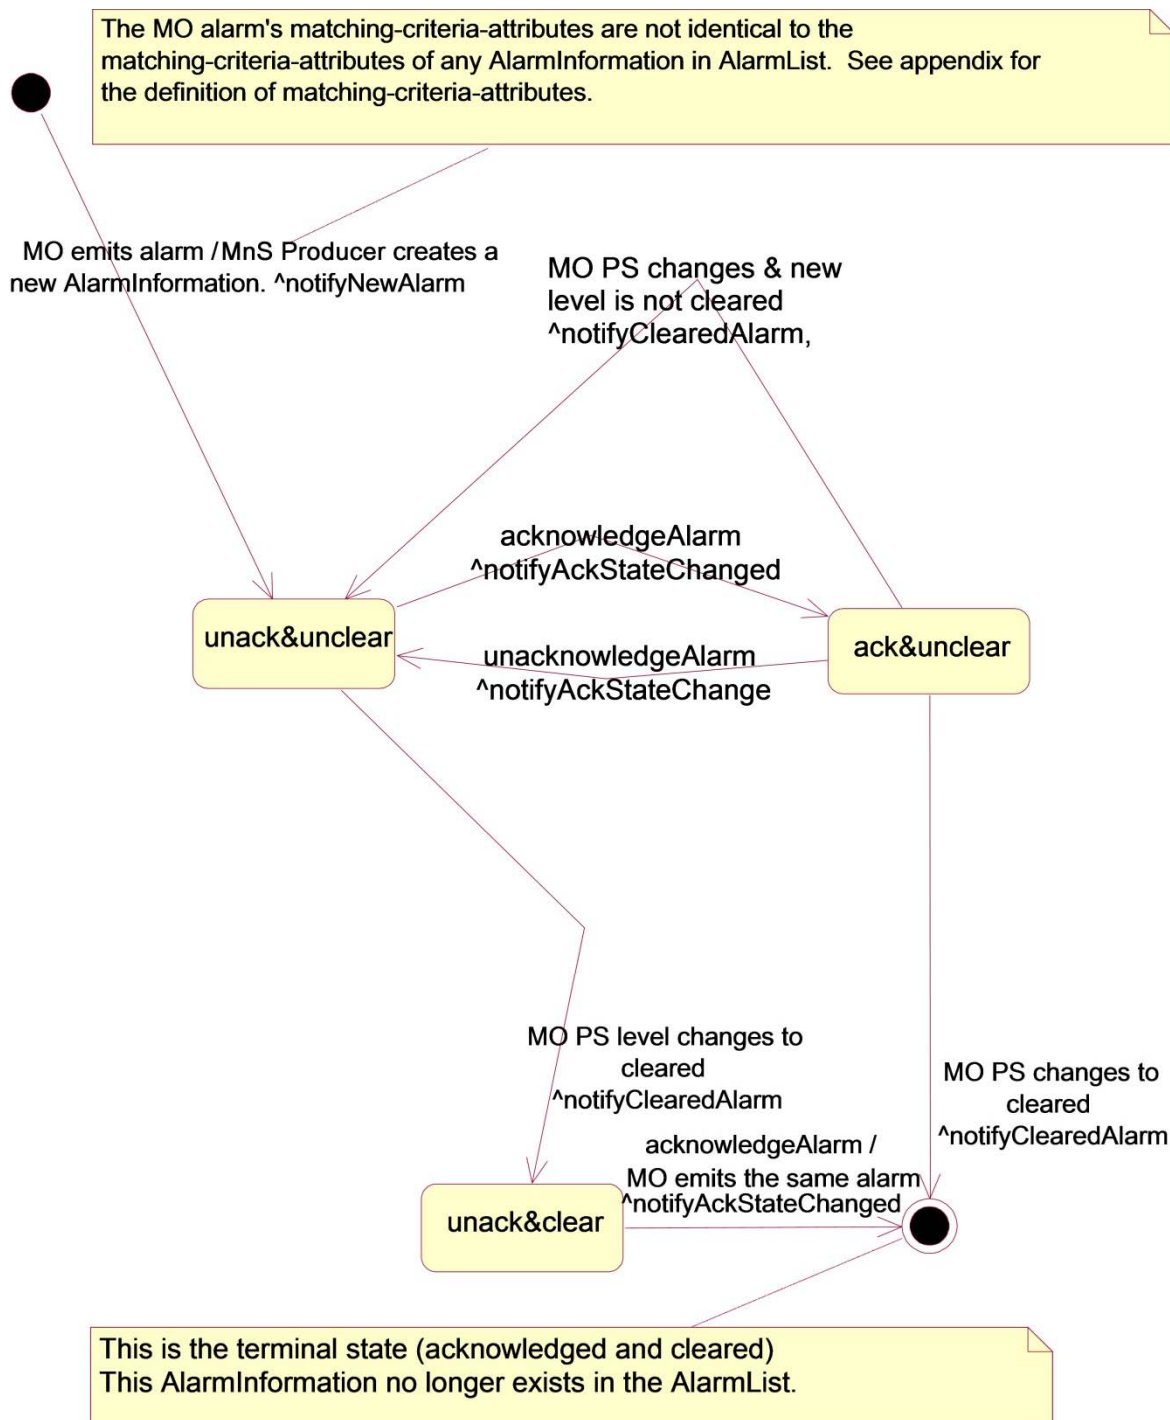 The MO alarm's matching-criteria-attributes are not identical to the
matching-criteria-attributes of any AlarmInformation in AlarmList.  See appendix for
the definition of matching-criteria-attributes.
MO emits alarm / MnS Producer creates a
new AlarmInformation. ^notifyNewAlarm
MO PS changes & new
level is not cleared
^notifyClearedAlarm,
acknowledgeAlarm
^notifyAckStateChanged
unack&unclear
ack&unclear
unacknowledgeAlarm
^notifyAckStateChange
MO PS level changes to
cleared
^notifyClearedAlarm
MO PS changes to
cleared
^notifyClearedAlarm
acknowledgeAlarm /
MO emits the same alarm
^notifyAckStateChanged
unack&clear
This is the terminal state (acknowledged and cleared)
This AlarmInformation no longer exists in the AlarmList.